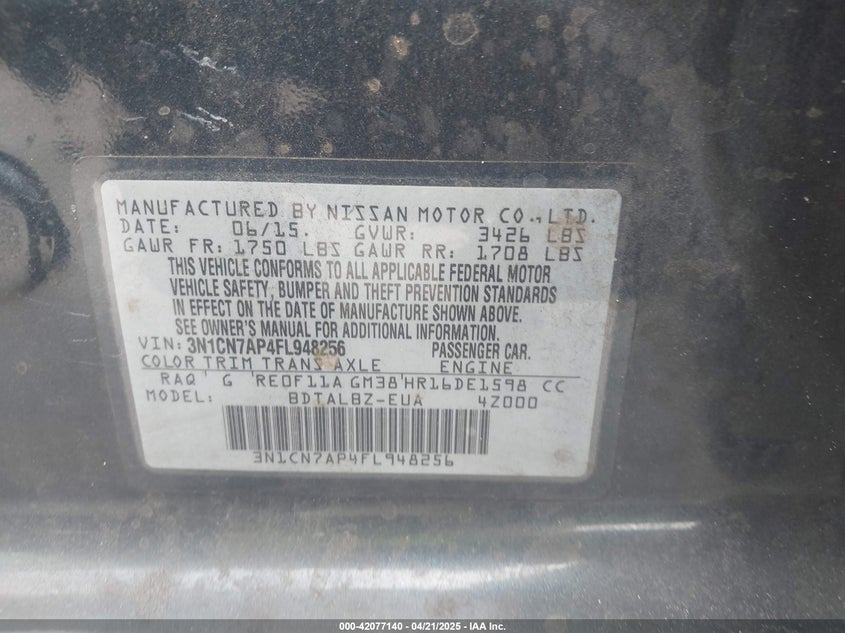 MANUFACTURED BY NISSAN MOTOR CO., LTD.
DATE: 06/15. GVWR: 3426 LBS
GAWR FR: 1750 LBS GAWR RR: 1708 LBS
THIS VEHICLE CONFORMS TO ALL APPLICABLE FEDERAL MOTOR
VEHICLE SAFETY, BUMPER AND THEFT PREVENTION STANDARDS
IN EFFECT ON THE DATE OF MANUFACTURE SHOWN ABOVE.
SEE OWNER'S MANUAL FOR ADDITIONAL INFORMATION.
VIN: 3N1CN7AP4FL948256 PASSENGER CAR.
COLOR TRIM TRANS AXLE ENGINE
RAQ G RE0F11A GM38 HR16DE1598 CC
MODEL: BDTALBZ-EUA 4Z000
3N1CN7AP4FL948256
000-42077140 - 04/21/2025 - IAA Inc.